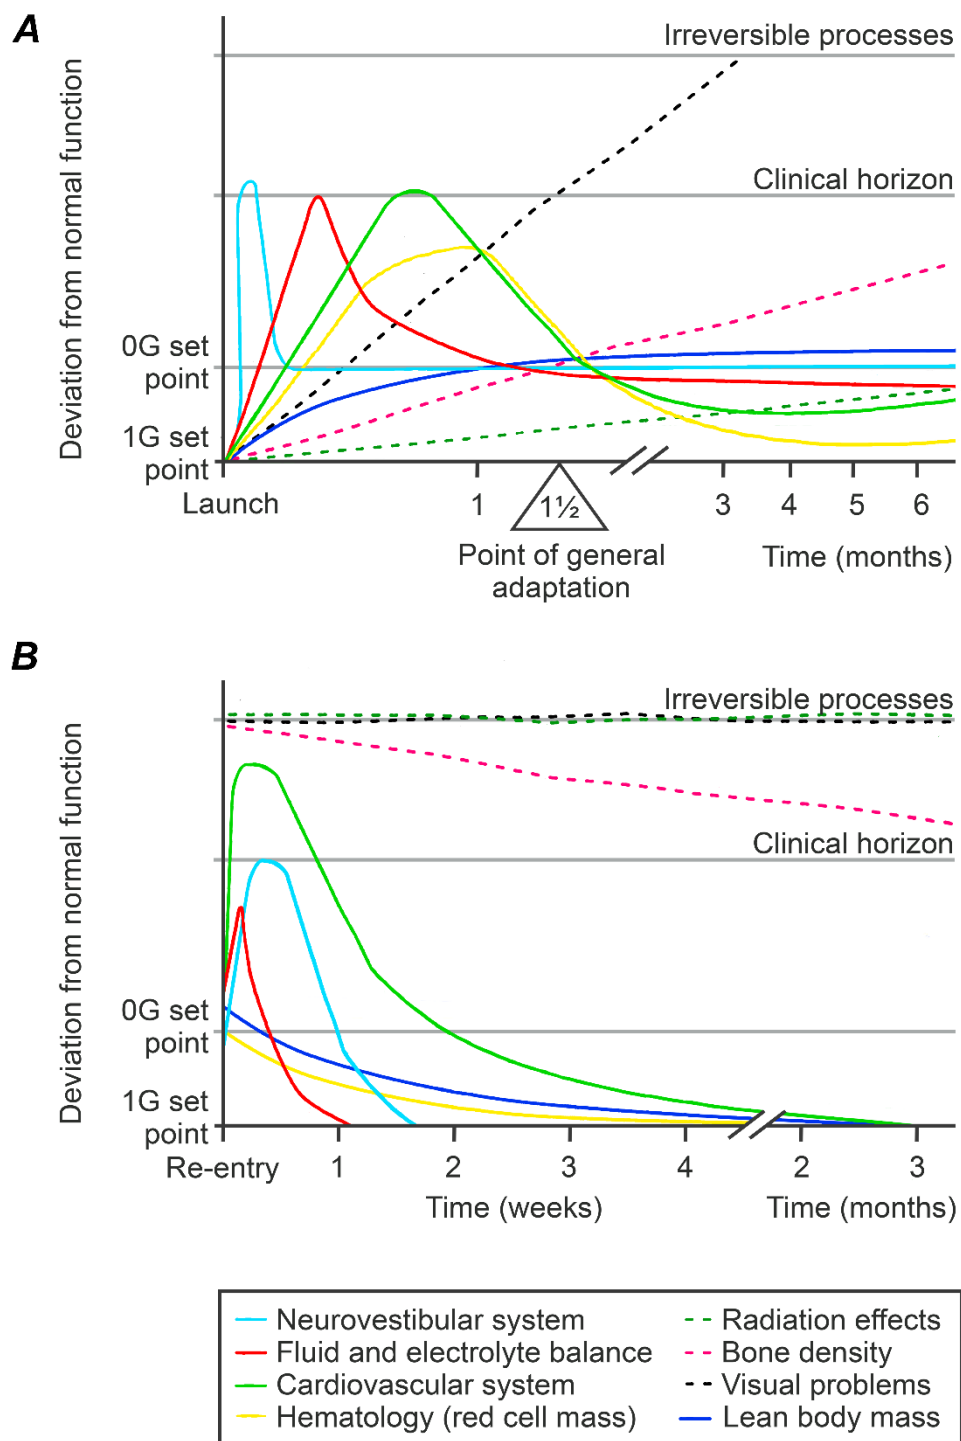 A
Deviation from normal function
Irreversible processes
Clinical horizon
0G set
point
1G set
point
Launch
1
1½
3
4
5
6
Point of general
adaptation
Time (months)
B
Deviation from normal function
Irreversible processes
Clinical horizon
0G set
point
1G set
point
Re-entry
1
2
3
4
2
3
Time (weeks)
Time (months)
Neurovestibular system
Fluid and electrolyte balance
Cardiovascular system
Hematology (red cell mass)
Radiation effects
Bone density
Visual problems
Lean body mass